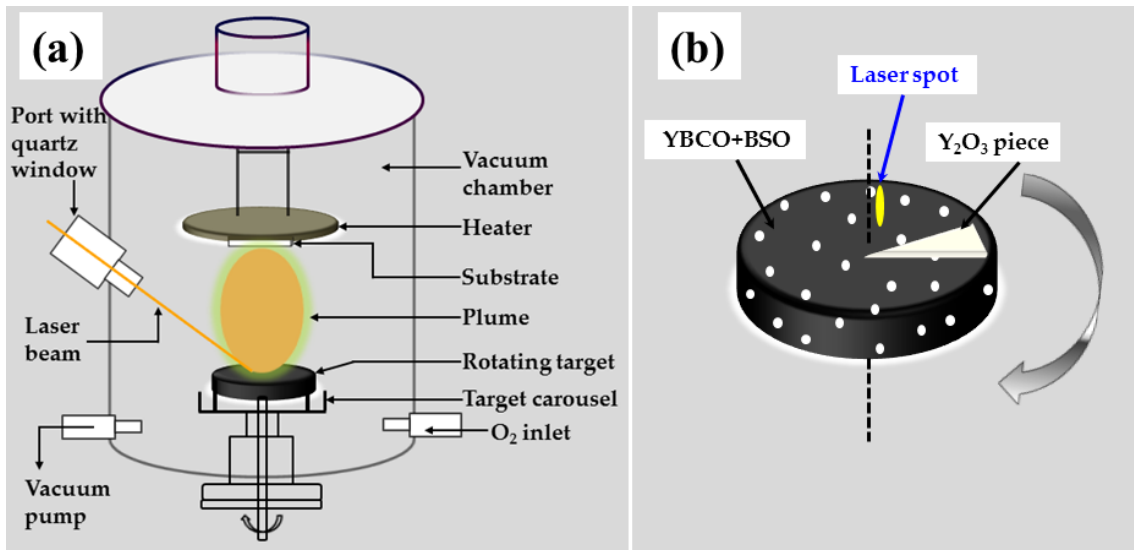 (a)
Port with
quartz
window
Vacuum
chamber
Heater
Substrate
Plume
Laser
beam
Rotating target
Target carousel
O₂ inlet
Vacuum
pump
(b)
Laser spot
YBCO+BSO
Y₂O₃ piece